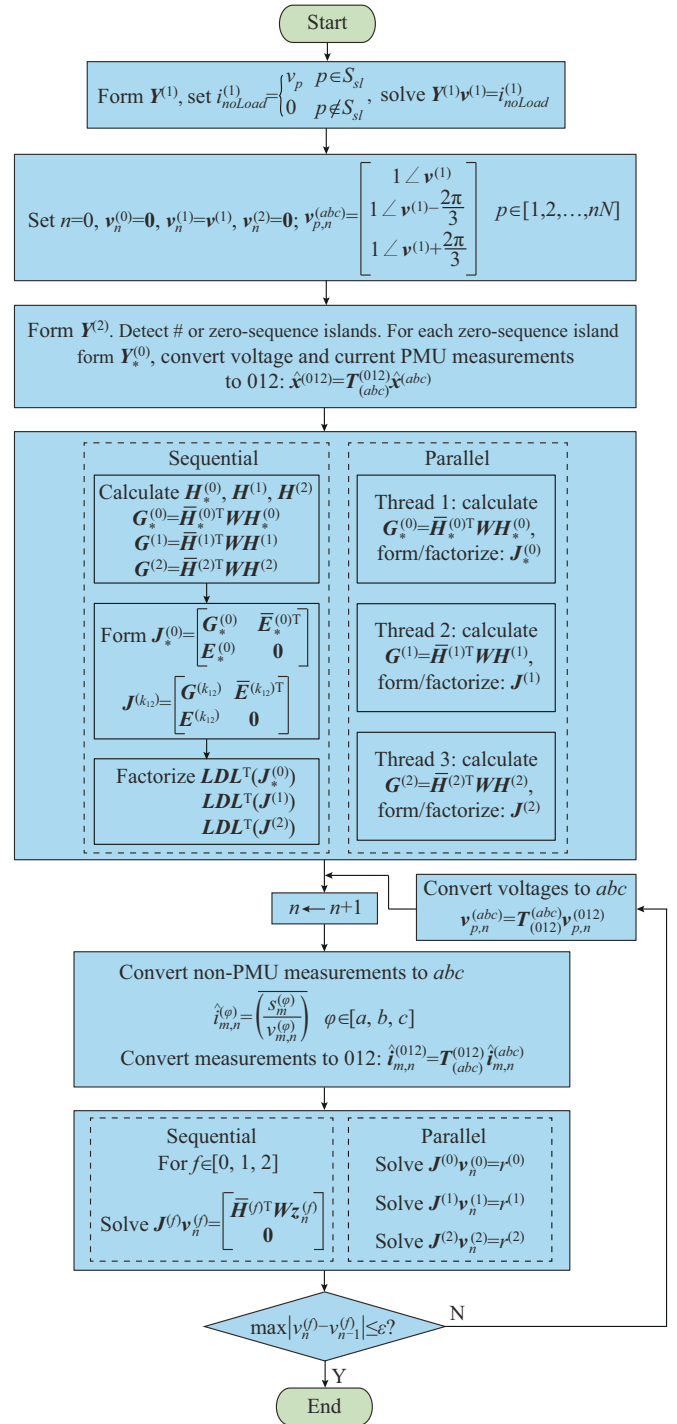 Start
Form Y^(1), set i_noLoad^(1)={v_p p∈S_sl; 0 p∉S_sl, solve Y^(1)v^(1)=i_noLoad^(1)
Set n=0, v_n^(0)=0, v_n^(1)=v^(1), v_n^(2)=0; v_p,n^(abc)=[1∠v^(1); 1∠v^(1)−2π/3; 1∠v^(1)+2π/3] p∈[1,2,…,nN]
Form Y^(2). Detect # or zero-sequence islands. For each zero-sequence island
form Y_*^(0), convert voltage and current PMU measurements
to 012: x̂^(012)=T_(abc)^(012)x̂^(abc)
Sequential
Calculate H_*^(0), H^(1), H^(2)
G_*^(0)=H̅_*^(0)T WH_*^(0)
G^(1)=H̅^(1)T WH^(1)
G^(2)=H̅^(2)T WH^(2)
Form J_*^(0)=[G_*^(0) E̅_*^(0)T; E_*^(0) 0]
J^(k_12)=[G^(k_12) E̅^(k_12)T; E^(k_12) 0]
Factorize LDL^T(J_*^(0))
LDL^T(J^(1))
LDL^T(J^(2))
Parallel
Thread 1: calculate
G_*^(0)=H̅_*^(0)T WH_*^(0),
form/factorize: J_*^(0)
Thread 2: calculate
G^(1)=H̅^(1)T WH^(1),
form/factorize: J^(1)
Thread 3: calculate
G^(2)=H̅^(2)T WH^(2),
form/factorize: J^(2)
n←n+1
Convert voltages to abc
v_p,n^(abc)=T_(012)^(abc)v_p,n^(012)
Convert non-PMU measurements to abc
î_m,n^(φ)=\overline{(s_m^(φ)/v_m,n^(φ))} φ∈[a, b, c]
Convert measurements to 012: î_m,n^(012)=T_(abc)^(012)î_m,n^(abc)
Sequential
For f∈[0, 1, 2]
Solve J^(f)v_n^(f)=[H̅^(f)T Wz_n^(f); 0]
Parallel
Solve J^(0)v_n^(0)=r^(0)
Solve J^(1)v_n^(1)=r^(1)
Solve J^(2)v_n^(2)=r^(2)
max|v_n^(f)−v_n−1^(f)|≤ε?
N
Y
End